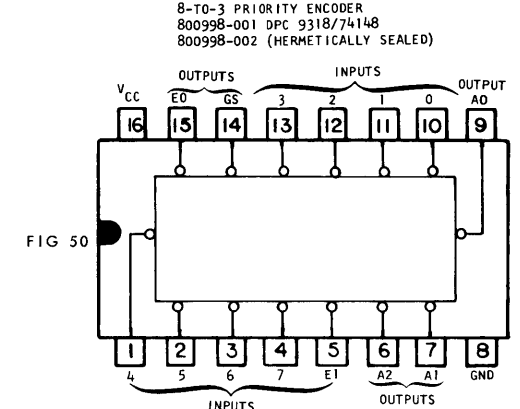 8-TO-3 PRIORITY ENCODER
800998-001 DPC 9318/74148
800998-002 (HERMETICALLY SEALED)
OUTPUTS INPUTS OUTPUT
VCC EO GS 3 2 1 0 A0
16 15 14 13 12 11 10 9
FIG 50
1 2 3 4 5 6 7 8
4 5 6 7 E1 A2 A1 GND
INPUTS OUTPUTS